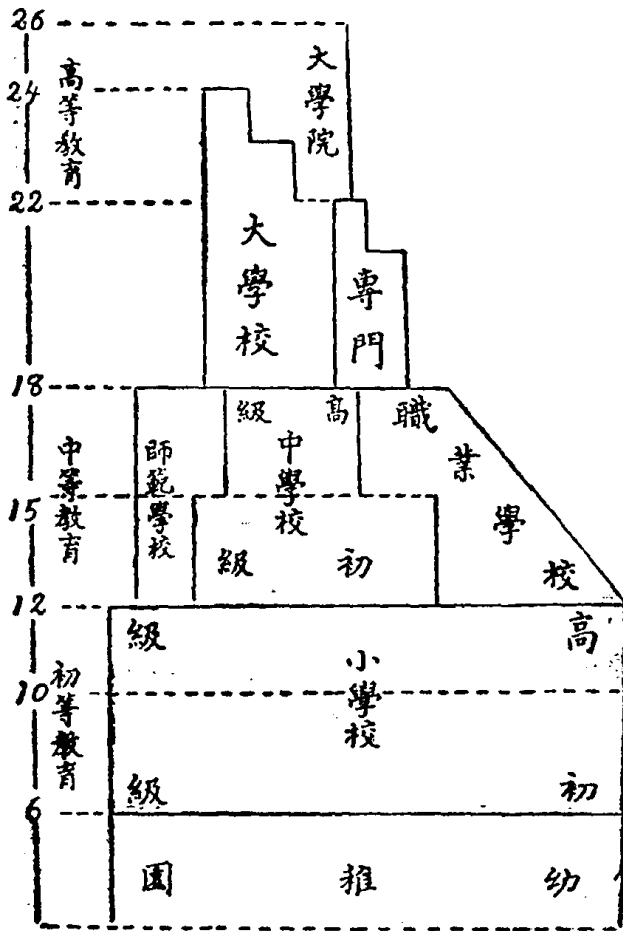 26
24
22
18
15
12
10
6
高等教育
中等教育
初等教育
大學院
大學校
專門
師範學校
高級
中學校
初級
職業學校
高級
小學校
初級
幼稚園